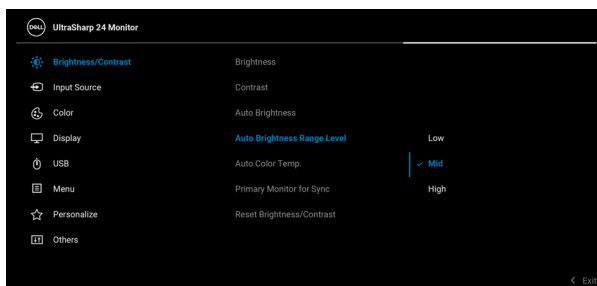 DELL UltraSharp 24 Monitor
Brightness/Contrast
Input Source
Color
Display
USB
Menu
Personalize
Others
Brightness
Contrast
Auto Brightness
Auto Brightness Range Level
Auto Color Temp.
Primary Monitor for Sync
Reset Brightness/Contrast
Low
Mid
High
Exit